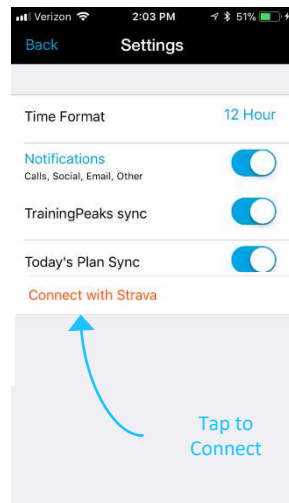 Verizon 2:03 PM 51%
Back Settings
Time Format 12 Hour
Notifications
Calls, Social, Email, Other
TrainingPeaks sync
Today's Plan Sync
Connect with Strava
Tap to
Connect